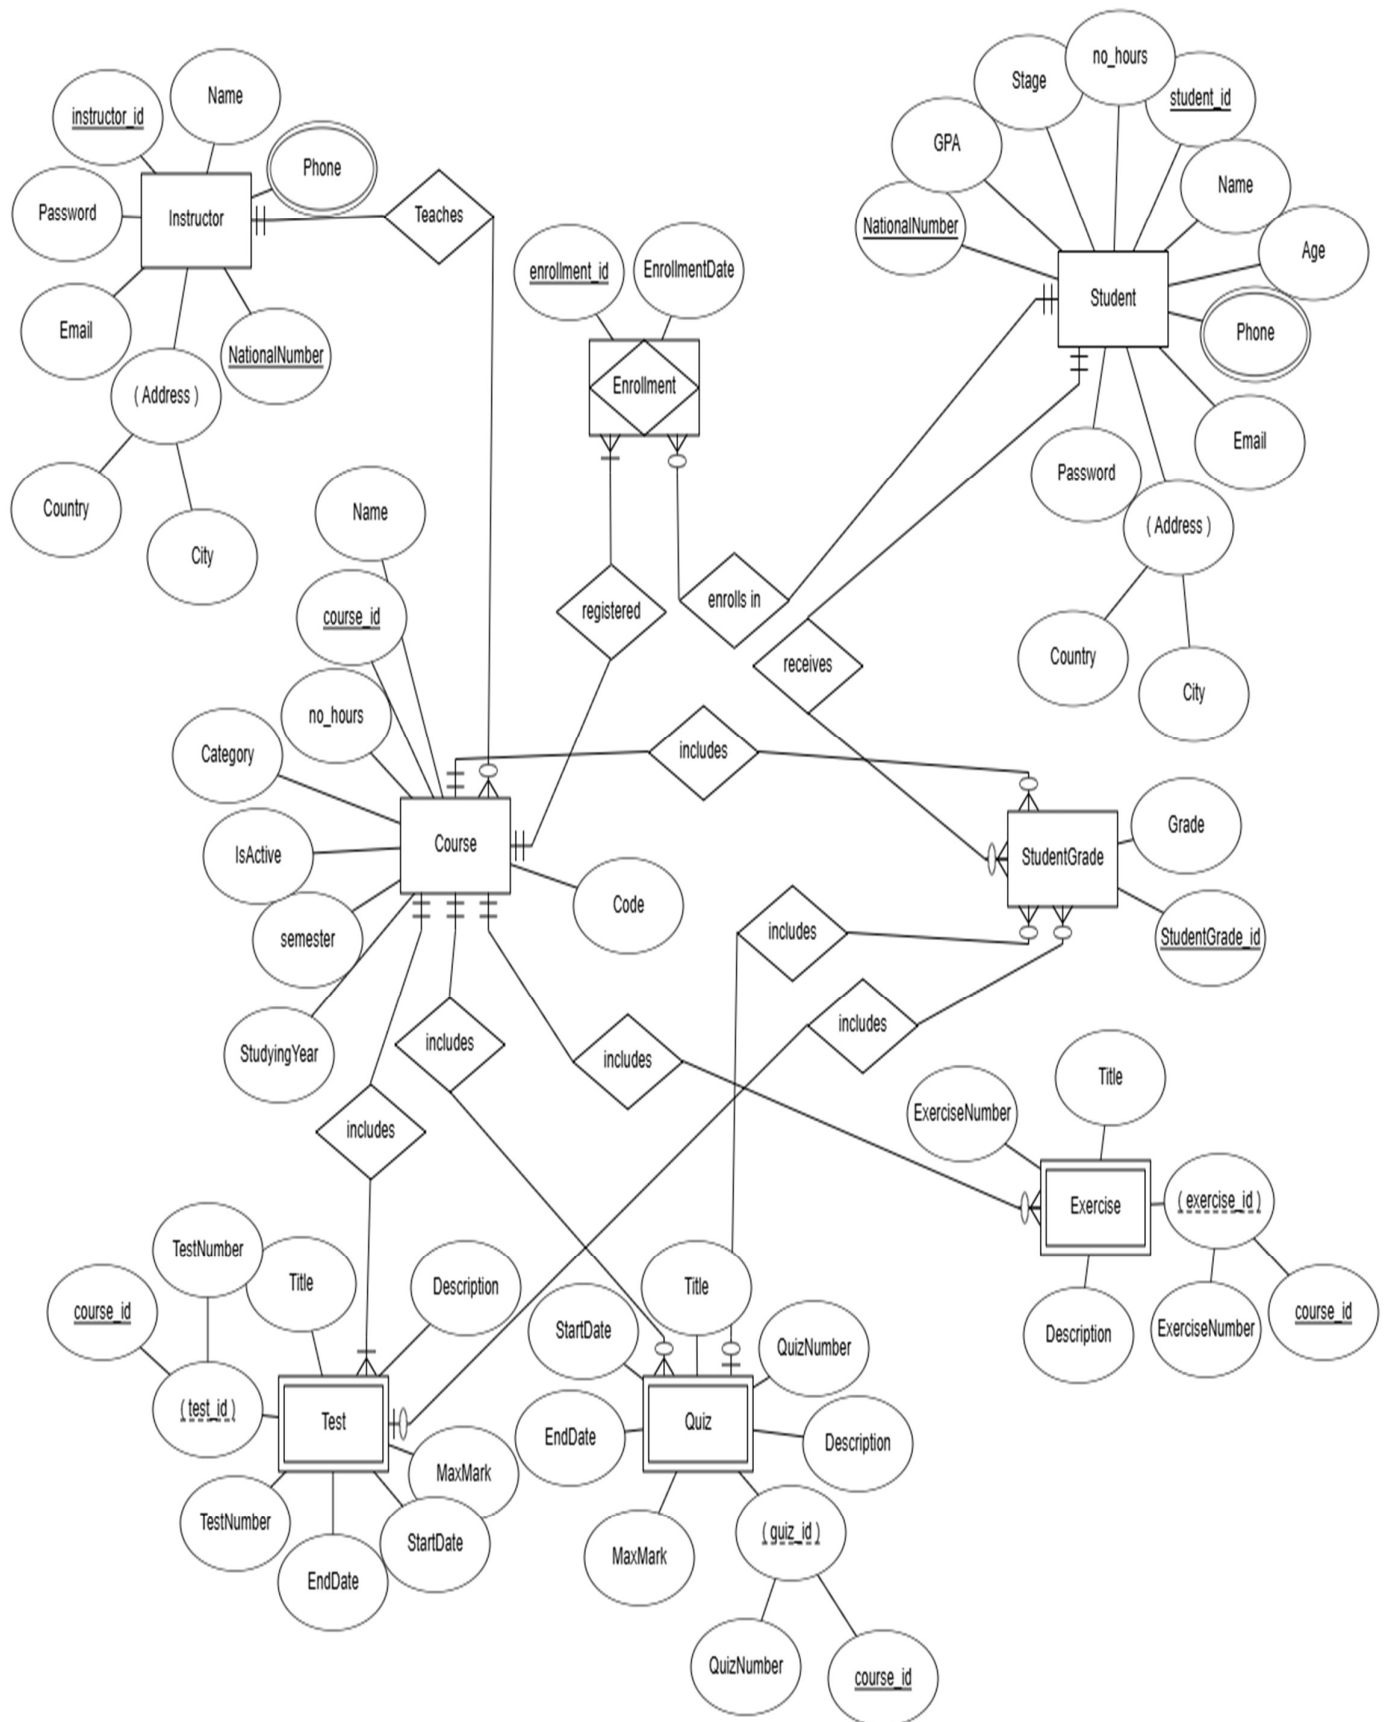 no_hours
Stage
student_id
Name
instructor_id
GPA
Phone
Name
Password
Instructor
Teaches
NationalNumber
Age
enrollment_id
EnrollmentDate
Student
Phone
Email
NationalNumber
( Address )
Enrollment
Email
Password
Country
Name
( Address )
City
enrolls in
course_id
registered
receives
Country
City
no_hours
Category
includes
Course
IsActive
StudentGrade
Grade
Code
semester
includes
StudentGrade_id
includes
StudyingYear
includes
includes
Title
ExerciseNumber
includes
( exercise_id )
Exercise
TestNumber
Title
Description
Title
course_id
StartDate
Description
ExerciseNumber
course_id
QuizNumber
( test_id )
Test
Quiz
EndDate
Description
MaxMark
TestNumber
StartDate
( quiz_id )
MaxMark
EndDate
QuizNumber
course_id